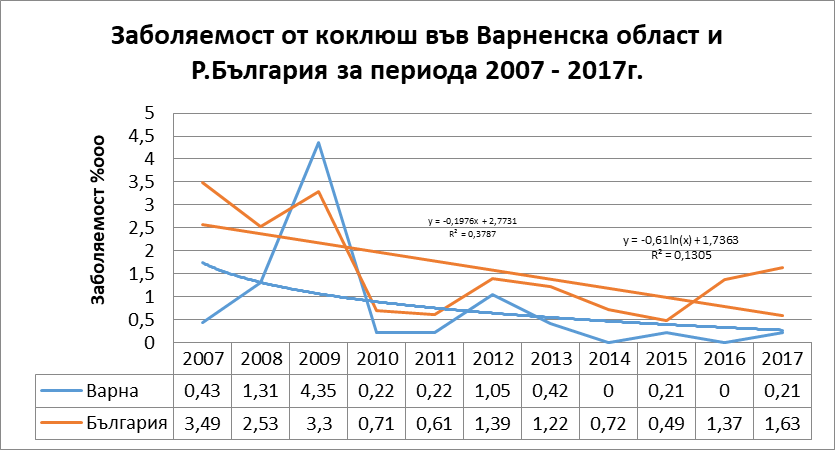 Заболяемост от коклюш във Варненска област и
Р.България за периода 2007 - 2017г.
Заболяемост %ооо
5
4,5
4
3,5
3
2,5
2
1,5
1
0,5
0
y = -0,1976x + 2,7731
R² = 0,3787
y = -0,61ln(x) + 1,7363
R² = 0,1305
2007 2008 2009 2010 2011 2012 2013 2014 2015 2016 2017
Варна 0,43 1,31 4,35 0,22 0,22 1,05 0,42 0 0,21 0 0,21
България 3,49 2,53 3,3 0,71 0,61 1,39 1,22 0,72 0,49 1,37 1,63